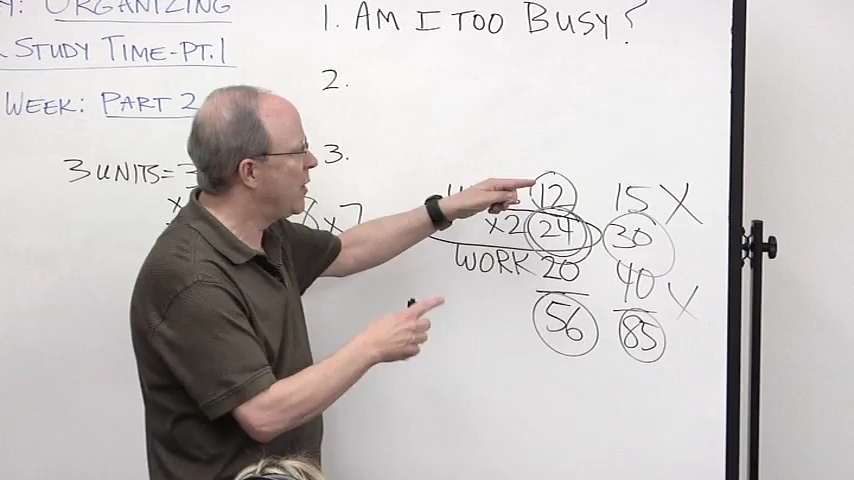 : ORGANIZING
STUDY TIME-PT.1
WEEK: PART 2
3 UNITS=3
1. AM I TOO BUSY?
2.
3.
x7
12 15 X
x2 24 30
WORK 20 40 X
56 85